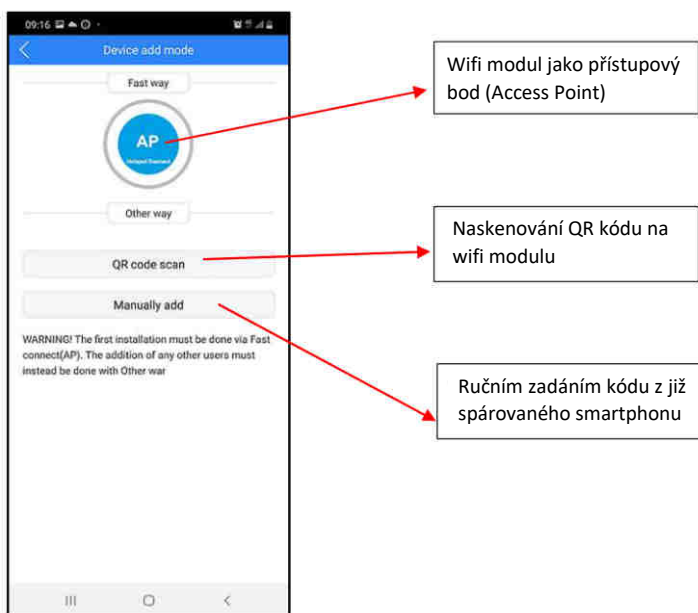 09:16
Device add mode
Fast way
AP
Other way
QR code scan
Manually add
WARNING! The first installation must be done via Fast
connect(AP). The addition of any other users must
instead be done with Other war
Wifi modul jako přístupový
bod (Access Point)
Naskenování QR kódu na
wifi modulu
Ručním zadáním kódu z již
spárovaného smartphonu